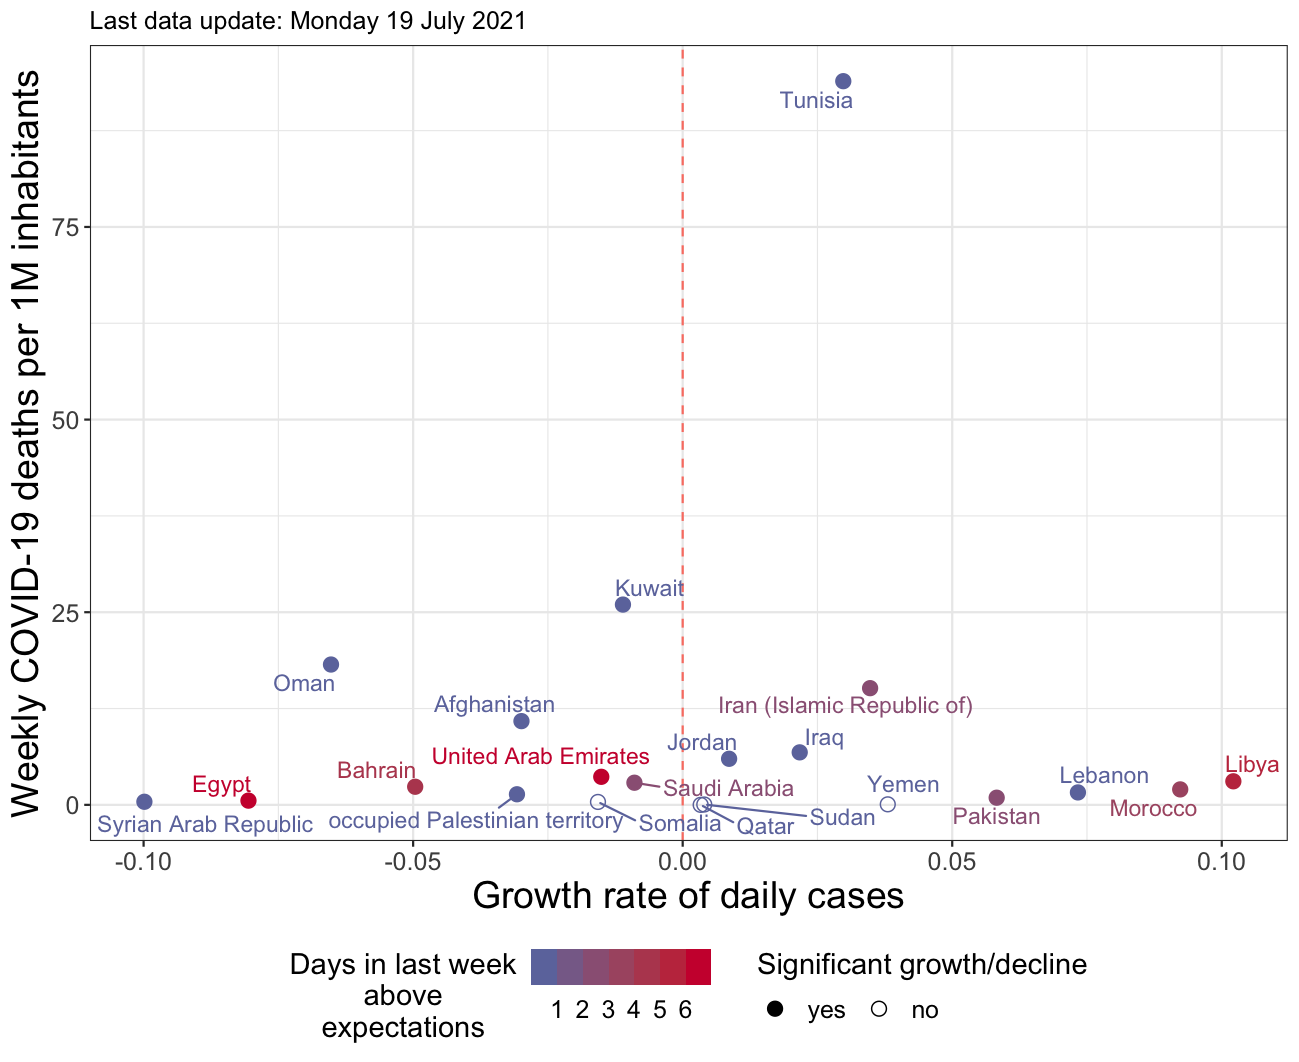 Last data update: Monday 19 July 2021
Weekly COVID-19 deaths per 1M inhabitants
75
50
25
0
Tunisia
Kuwait
Oman
Afghanistan
Iran (Islamic Republic of)
Jordan
Iraq
United Arab Emirates
Bahrain
Egypt
Saudi Arabia
Yemen
Lebanon
Libya
Syrian Arab Republic
occupied Palestinian territory
Somalia
Qatar
Sudan
Pakistan
Morocco
-0.10 -0.05 0.00 0.05 0.10
Growth rate of daily cases
Days in last week
above
expectations
1 2 3 4 5 6
Significant growth/decline
yes no